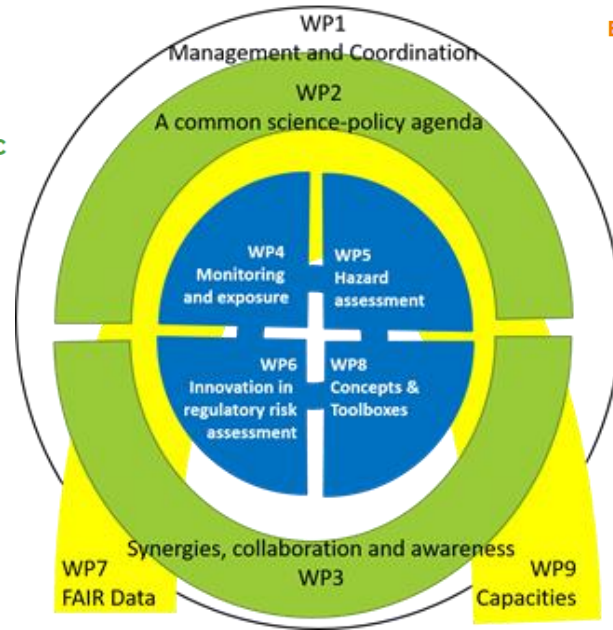 WP1
Management and Coordination
WP2
A common science-policy agenda
WP4
Monitoring
and exposure
WP5
Hazard
assessment
WP6
Innovation in
regulatory risk
assessment
WP8
Concepts &
Toolboxes
Synergies, collaboration and awareness
WP3
WP7
FAIR Data
WP9
Capacities